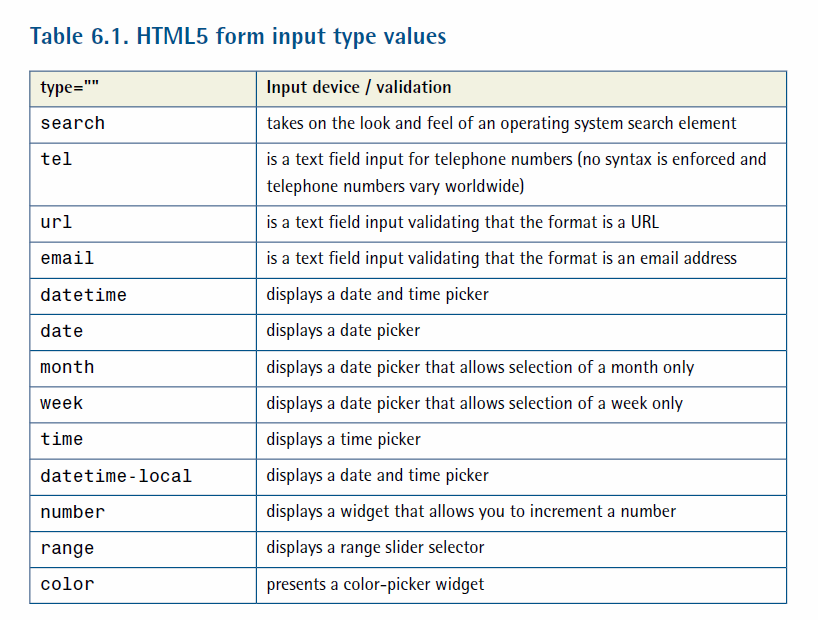 Table 6.1. HTML5 form input type values
type="" Input device / validation
search takes on the look and feel of an operating system search element
tel is a text field input for telephone numbers (no syntax is enforced and
telephone numbers vary worldwide)
url is a text field input validating that the format is a URL
email is a text field input validating that the format is an email address
datetime displays a date and time picker
date displays a date picker
month displays a date picker that allows selection of a month only
week displays a date picker that allows selection of a week only
time displays a time picker
datetime-local displays a date and time picker
number displays a widget that allows you to increment a number
range displays a range slider selector
color presents a color-picker widget